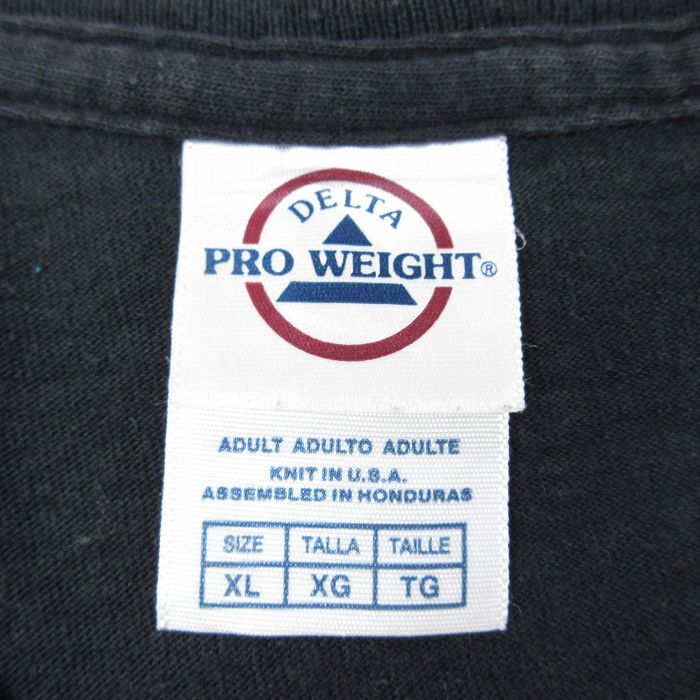 DELTA
PRO WEIGHT®
ADULT ADULTO ADULTE
KNIT IN U.S.A.
ASSEMBLED IN HONDURAS
SIZE TALLA TAILLE
XL XG TG